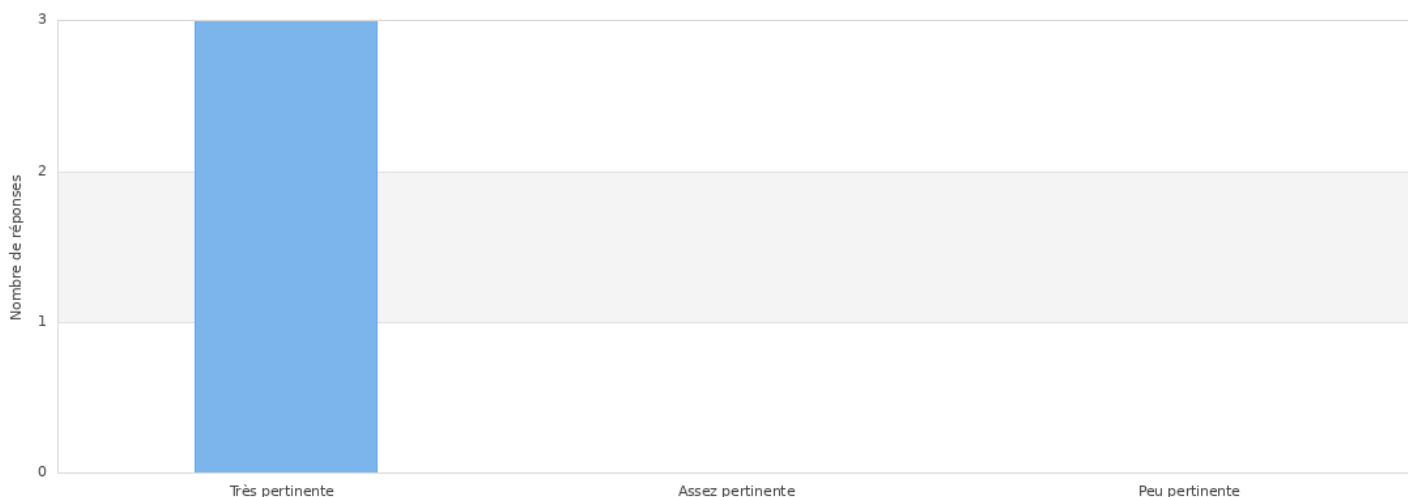 3
2
1
0
Nombre de réponses
Très pertinente
Assez pertinente
Peu pertinente